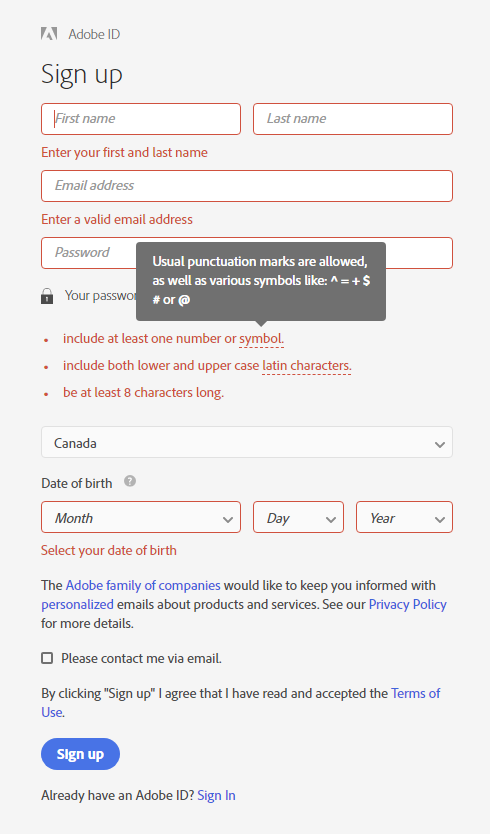 Adobe ID
Sign up
First name
Last name
Enter your first and last name
Email address
Enter a valid email address
Password
Usual punctuation marks are allowed,
as well as various symbols like: ^ = + $
# or @
Your passwor
include at least one number or symbol.
include both lower and upper case latin characters.
be at least 8 characters long.
Canada
Date of birth ?
Month
Day
Year
Select your date of birth
The Adobe family of companies would like to keep you informed with
personalized emails about products and services. See our Privacy Policy
for more details.
Please contact me via email.
By clicking "Sign up" I agree that I have read and accepted the Terms of
Use.
Sign up
Already have an Adobe ID? Sign In